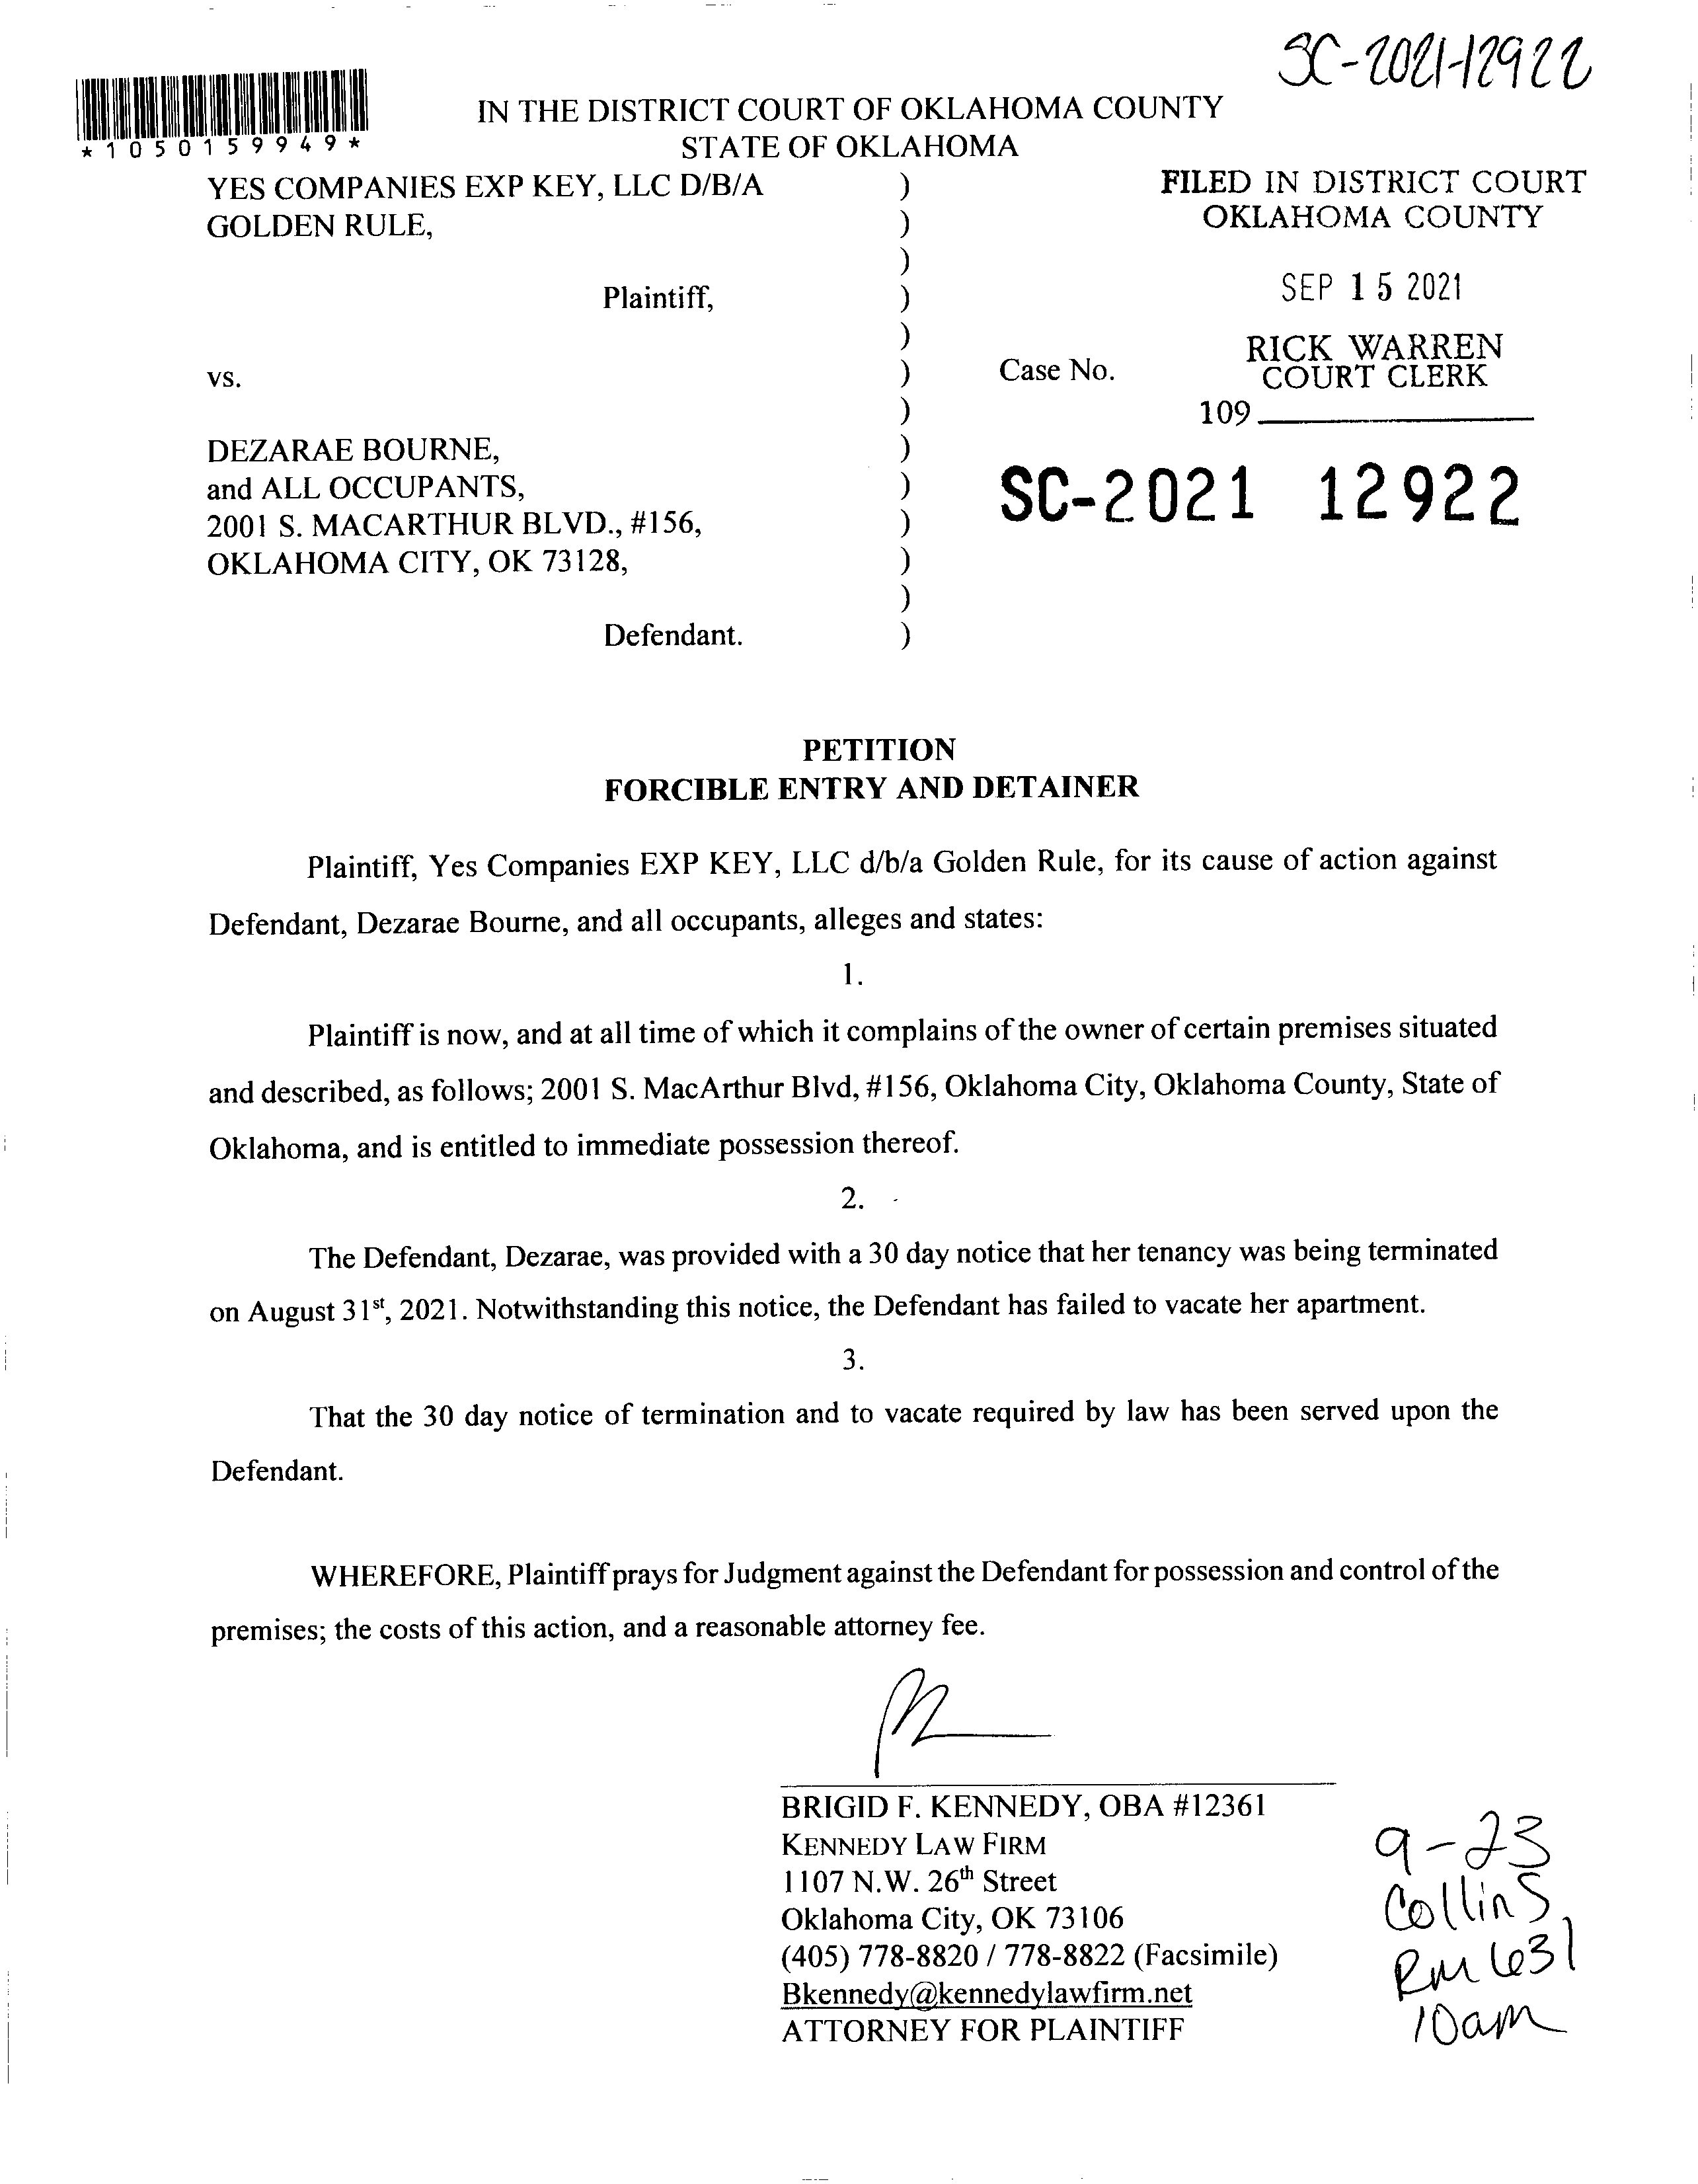 SC-2021-12922
*1050159949*
IN THE DISTRICT COURT OF OKLAHOMA COUNTY
STATE OF OKLAHOMA
YES COMPANIES EXP KEY, LLC D/B/A )
GOLDEN RULE, )
)
Plaintiff, )
)
vs. )
)
DEZARAE BOURNE, )
and ALL OCCUPANTS, )
2001 S. MACARTHUR BLVD., #156, )
OKLAHOMA CITY, OK 73128, )
)
Defendant. )
FILED IN DISTRICT COURT
OKLAHOMA COUNTY
SEP 15 2021
RICK WARREN
COURT CLERK
Case No.
109
SC-2021 12922
PETITION
FORCIBLE ENTRY AND DETAINER
Plaintiff, Yes Companies EXP KEY, LLC d/b/a Golden Rule, for its cause of action against
Defendant, Dezarae Bourne, and all occupants, alleges and states:
1.
Plaintiff is now, and at all time of which it complains of the owner of certain premises situated
and described, as follows; 2001 S. MacArthur Blvd, #156, Oklahoma City, Oklahoma County, State of
Oklahoma, and is entitled to immediate possession thereof.
2.
The Defendant, Dezarae, was provided with a 30 day notice that her tenancy was being terminated
on August 31st, 2021. Notwithstanding this notice, the Defendant has failed to vacate her apartment.
3.
That the 30 day notice of termination and to vacate required by law has been served upon the
Defendant.
WHEREFORE, Plaintiff prays for Judgment against the Defendant for possession and control of the
premises; the costs of this action, and a reasonable attorney fee.
BRIGID F. KENNEDY, OBA #12361
KENNEDY LAW FIRM
1107 N.W. 26th Street
Oklahoma City, OK 73106
(405) 778-8820 / 778-8822 (Facsimile)
Bkennedy@kennedylawfirm.net
ATTORNEY FOR PLAINTIFF
9-23
Collins
Rm 631
10am